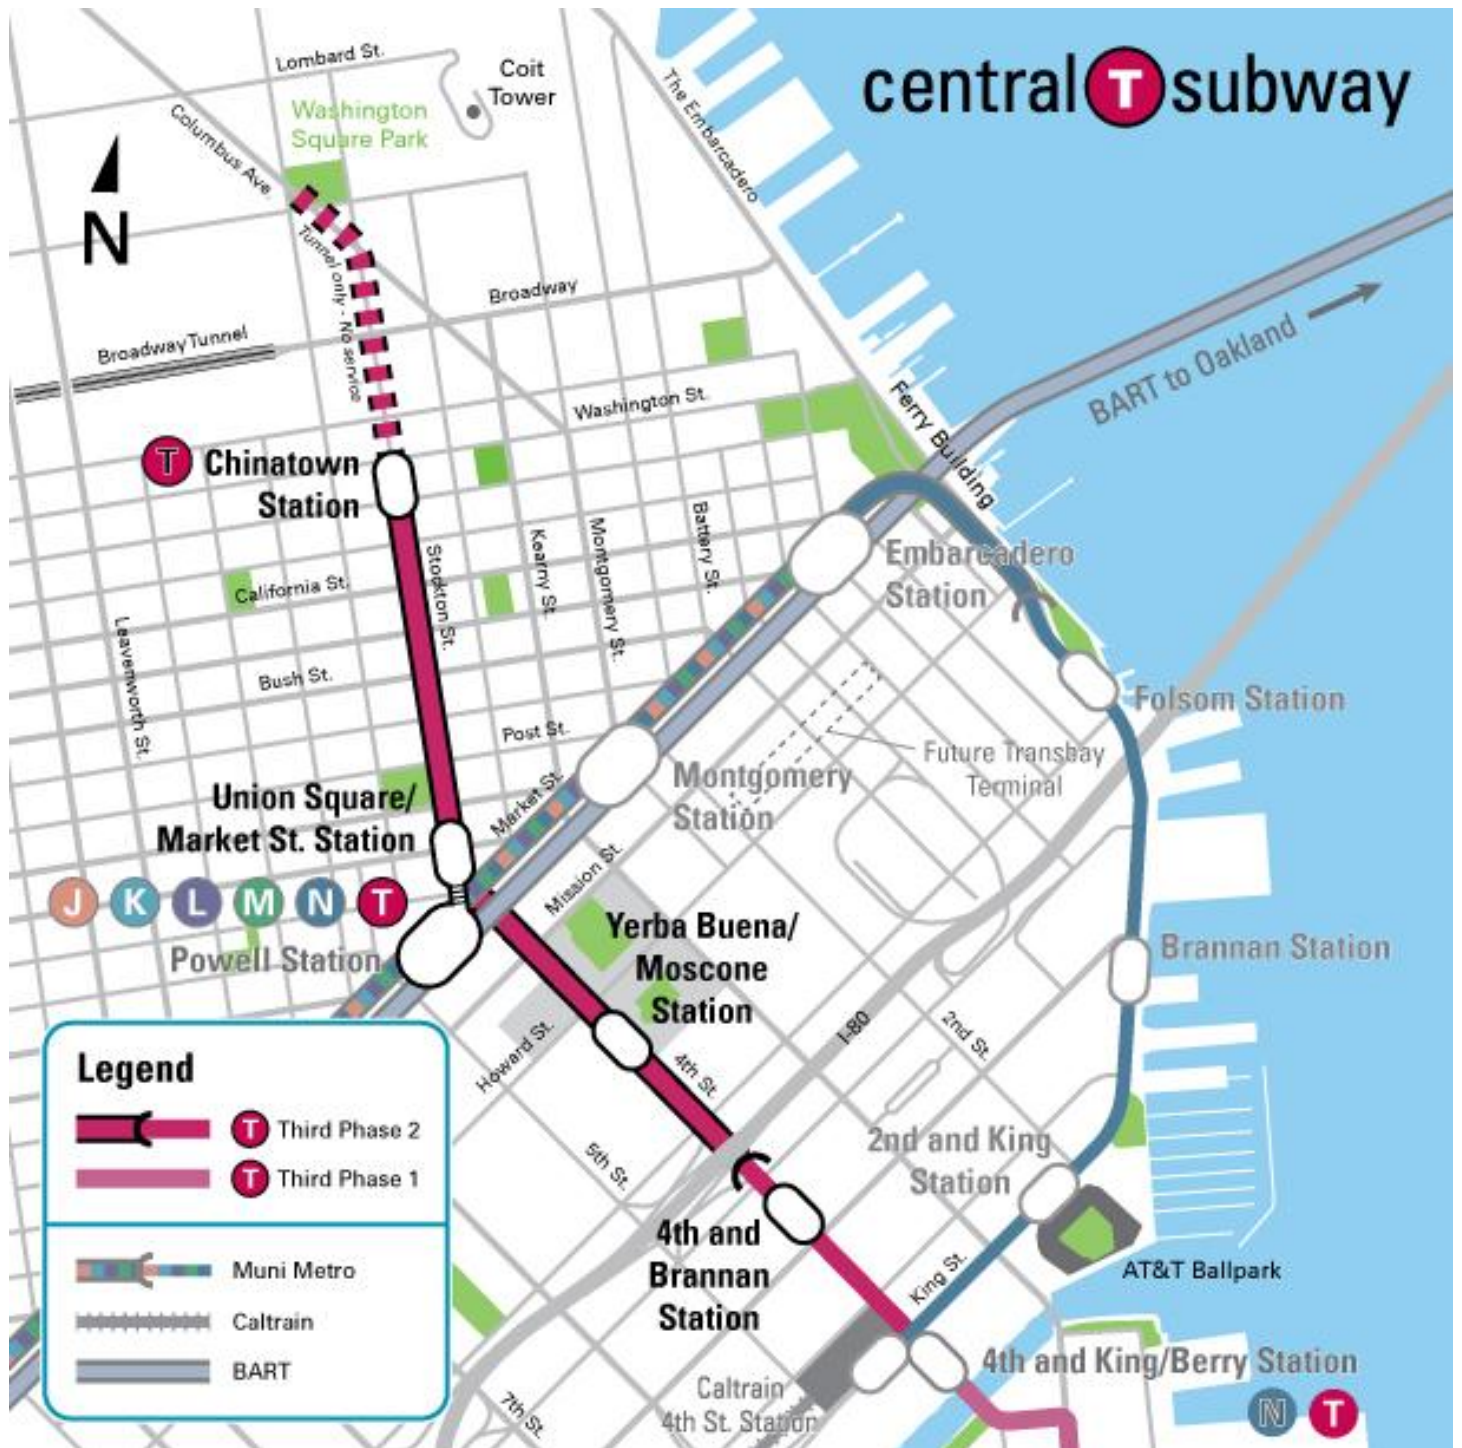 central T subway
Lombard St.
Coit
Tower
Washington
Square Park
Columbus Ave.
The Embarcadero
N
Tunnel only - No service
Broadway
Broadway Tunnel
Washington St.
Ferry Building
BART to Oakland
T
Chinatown
Station
Stockton St.
Kearny St.
Montgomery St.
Battery St.
California St.
Leavenworth St.
Bush St.
Post St.
Embarcadero
Station
Folsom Station
Future Transbay
Terminal
Montgomery
Station
Market St.
Mission St.
Union Square/
Market St. Station
J K L M N T
Powell Station
Yerba Buena/
Moscone
Station
Brannan Station
Howard St.
4th St.
I-80
2nd St.
5th St.
2nd and King
Station
4th and
Brannan
Station
King St.
AT&T Ballpark
4th and King/Berry Station
N T
Caltrain
4th St. Station
7th St.
Legend
T Third Phase 2
T Third Phase 1
Muni Metro
Caltrain
BART